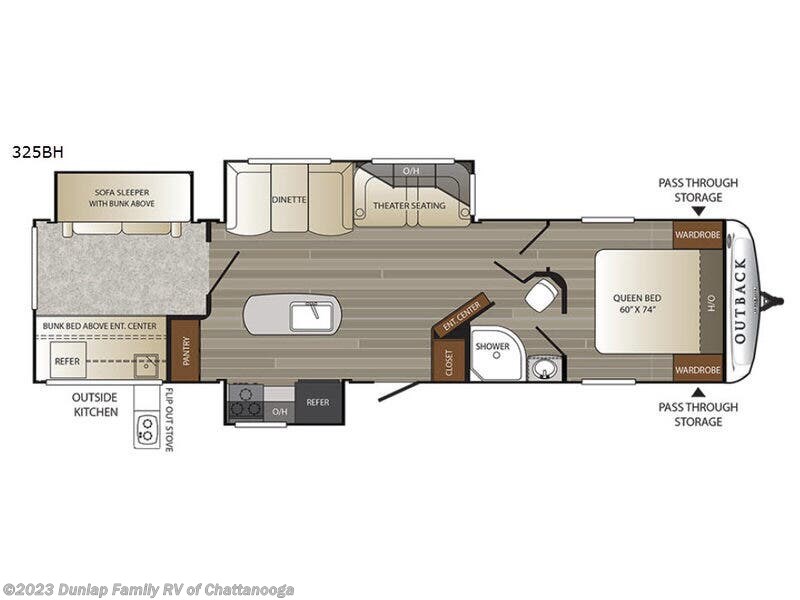 325BH
SOFA SLEEPER
WITH BUNK ABOVE
DINETTE
O/H
THEATER SEATING
PASS THROUGH
STORAGE
WARDROBE
QUEEN BED
60" X 74"
H/O
OUTBACK
ENT. CENTER
BUNK BED ABOVE ENT. CENTER
REFER
PANTRY
SHOWER
CLOSET
WARDROBE
OUTSIDE
KITCHEN
FLIP OUT STOVE
O/H
REFER
PASS THROUGH
STORAGE
©2023 Dunlap Family RV of Chattanooga